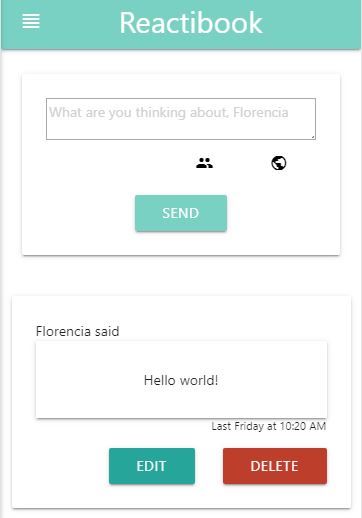 Reactibook
What are you thinking about, Florencia
SEND
Florencia said
Hello world!
Last Friday at 10:20 AM
EDIT
DELETE